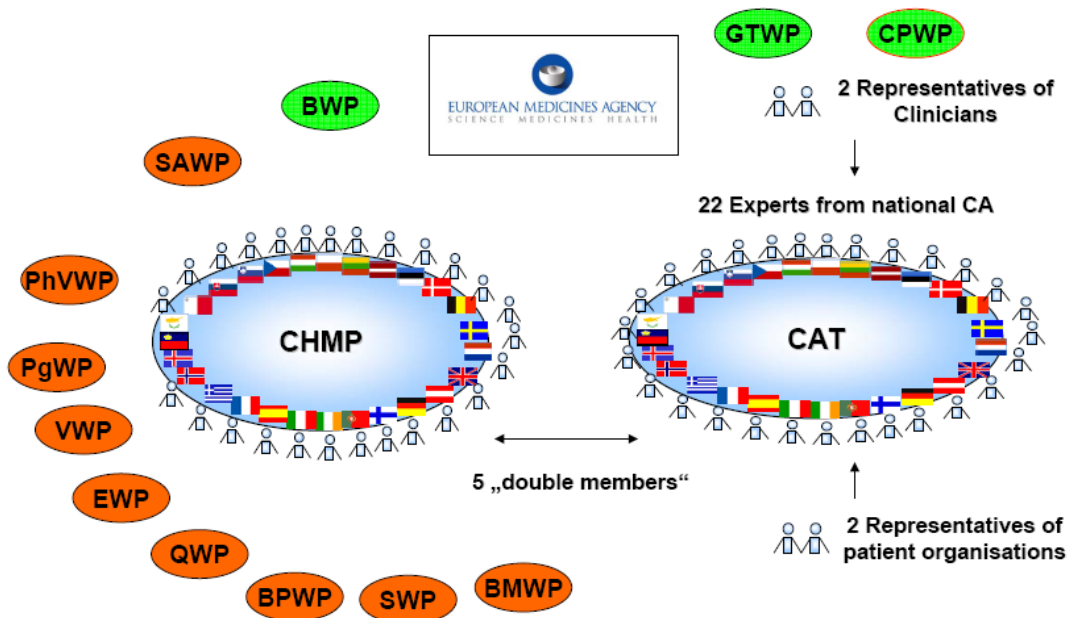 GTWP
CPWP
BWP
EUROPEAN MEDICINES AGENCY
SCIENCE MEDICINES HEALTH
2 Representatives of
Clinicians
SAWP
22 Experts from national CA
PhVWP
CHMP
CAT
PgWP
VWP
5 „double members“
EWP
2 Representatives of
patient organisations
QWP
BPWP
SWP
BMWP